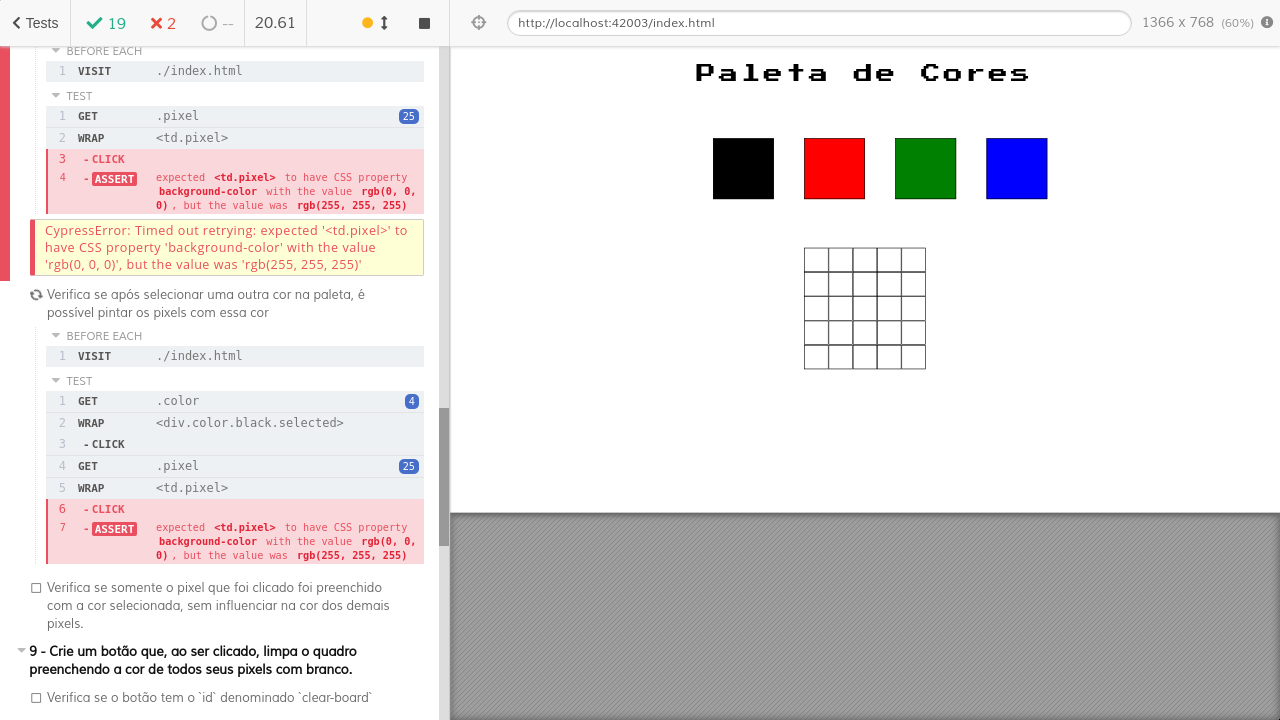 Tests 19 2 -- 20.61
http://localhost:42003/index.html 1366 x 768 (60%)
BEFORE EACH
1 VISIT ./index.html
TEST
1 GET .pixel 25
2 WRAP <td.pixel>
3 - CLICK
4 - ASSERT expected <td.pixel> to have CSS property
background-color with the value rgb(0, 0,
0) , but the value was rgb(255, 255, 255)
CypressError: Timed out retrying: expected '<td.pixel>' to
have CSS property 'background-color' with the value
'rgb(0, 0, 0)', but the value was 'rgb(255, 255, 255)'
Verifica se após selecionar uma outra cor na paleta, é
possível pintar os pixels com essa cor
BEFORE EACH
1 VISIT ./index.html
TEST
1 GET .color 4
2 WRAP <div.color.black.selected>
3 - CLICK
4 GET .pixel 25
5 WRAP <td.pixel>
6 - CLICK
7 - ASSERT expected <td.pixel> to have CSS property
background-color with the value rgb(0, 0,
0) , but the value was rgb(255, 255, 255)
Verifica se somente o pixel que foi clicado foi preenchido
com a cor selecionada, sem influenciar na cor dos demais
pixels.
9 - Crie um botão que, ao ser clicado, limpa o quadro
preenchendo a cor de todos seus pixels com branco.
Verifica se o botão tem o `id` denominado `clear-board`
Paleta de Cores